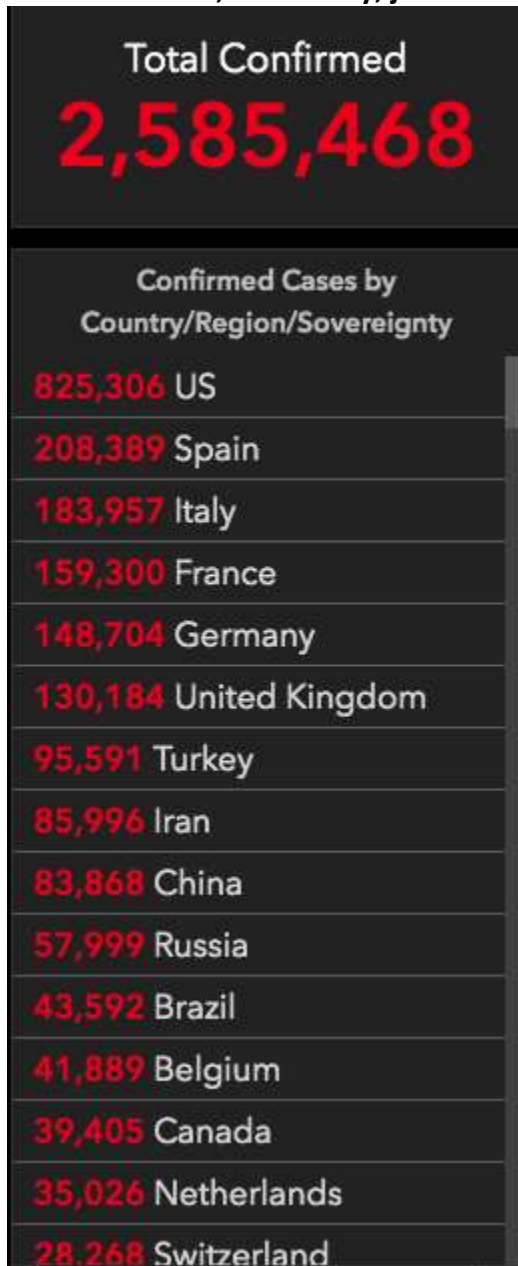 Total Confirmed
2,585,468
Confirmed Cases by
Country/Region/Sovereignty
825,306 US
208,389 Spain
183,957 Italy
159,300 France
148,704 Germany
130,184 United Kingdom
95,591 Turkey
85,996 Iran
83,868 China
57,999 Russia
43,592 Brazil
41,889 Belgium
39,405 Canada
35,026 Netherlands
28,268 Switzerland